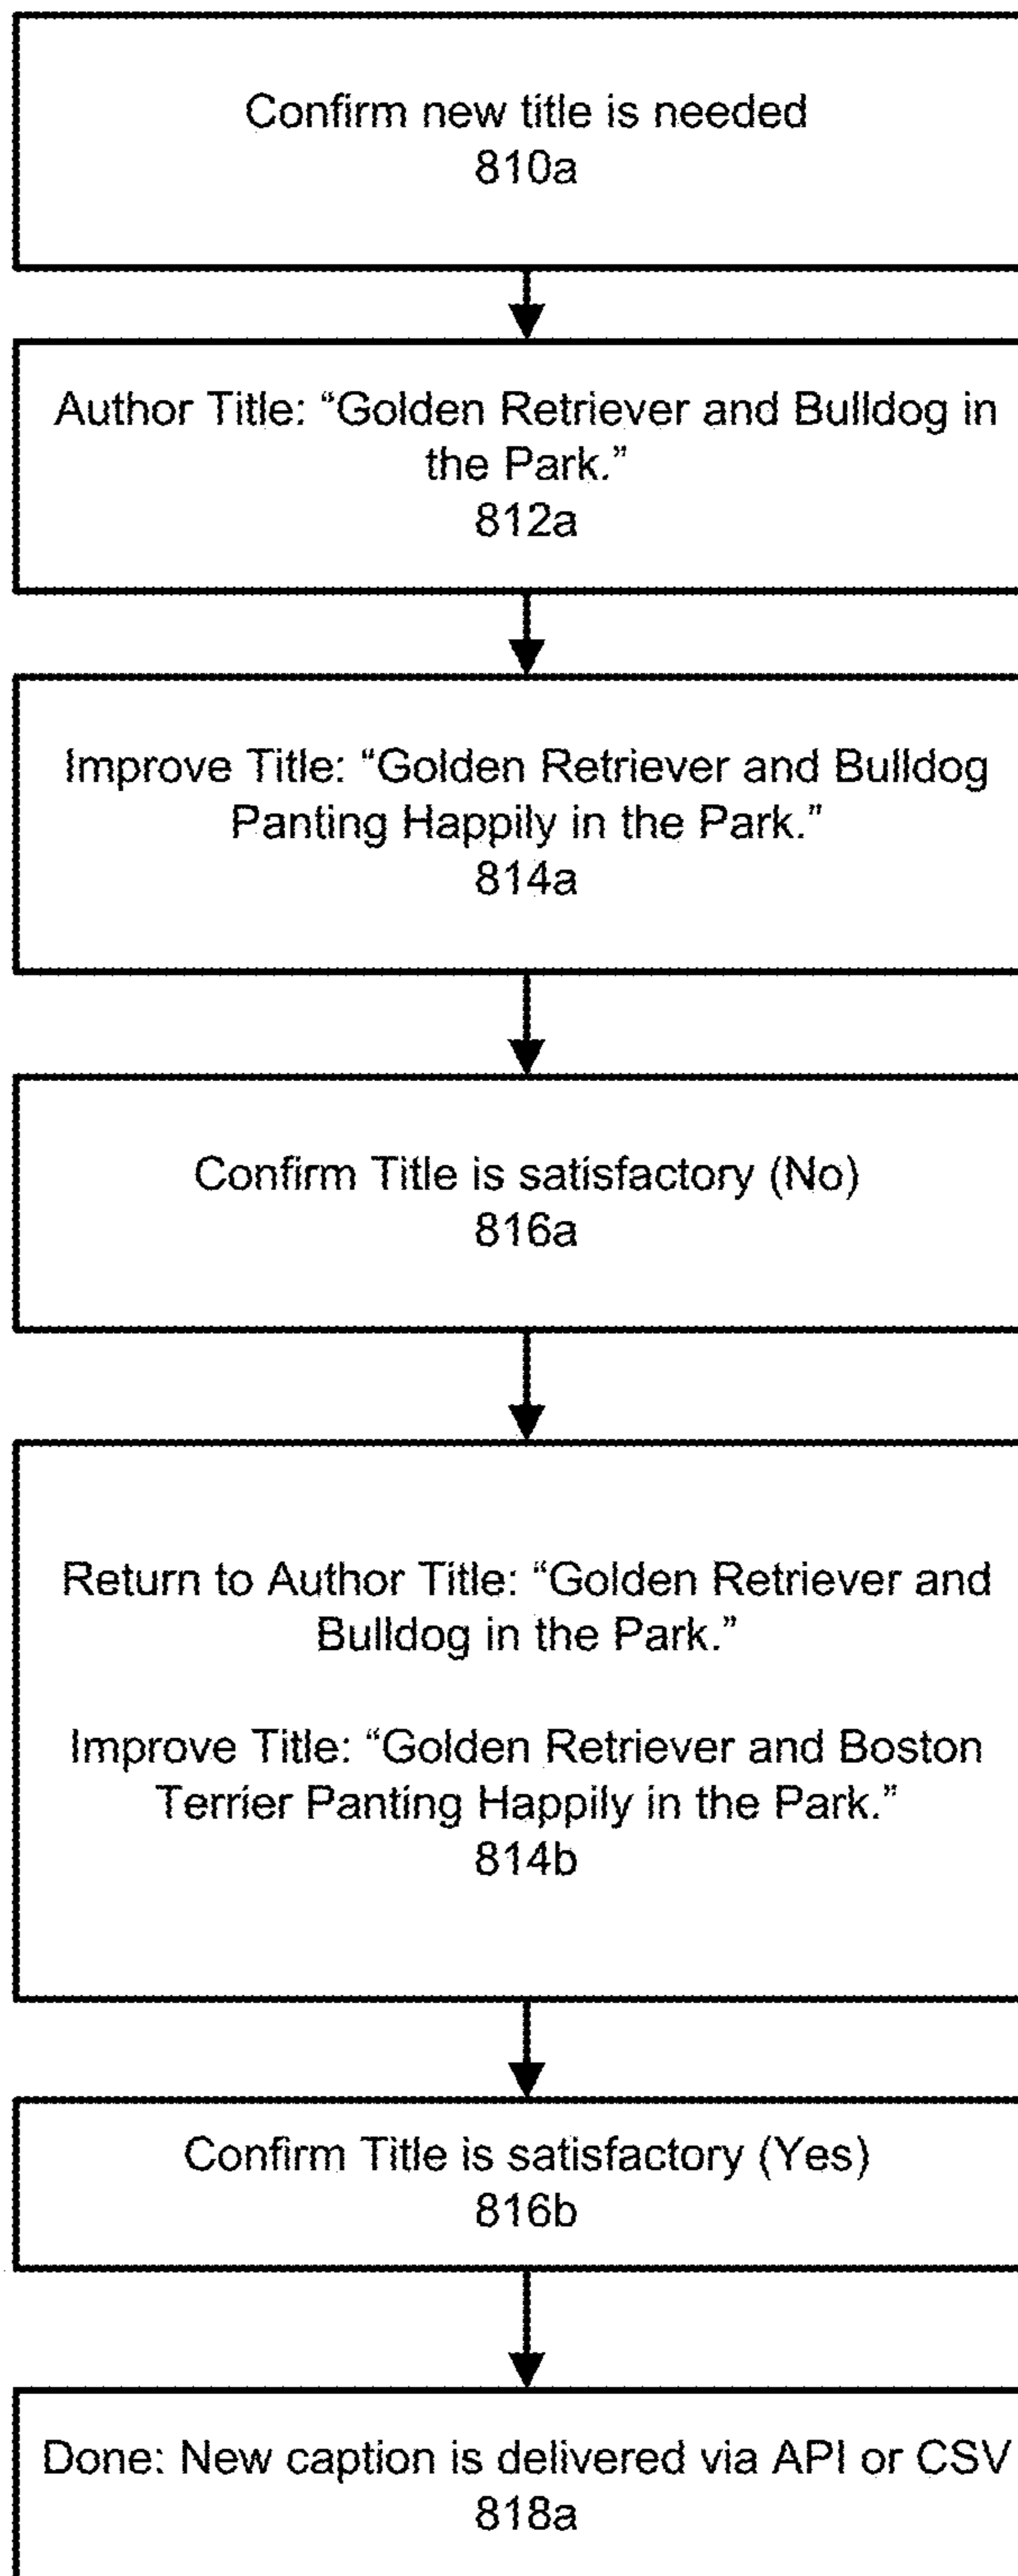 Confirm new title is needed
810a
Author Title: “Golden Retriever and Bulldog in
the Park.”
812a
Improve Title: “Golden Retriever and Bulldog
Panting Happily in the Park.”
814a
Confirm Title is satisfactory (No)
816a
Return to Author Title: “Golden Retriever and
Bulldog in the Park.”
Improve Title: “Golden Retriever and Boston
Terrier Panting Happily in the Park.”
814b
Confirm Title is satisfactory (Yes)
816b
Done: New caption is delivered via API or CSV
818a